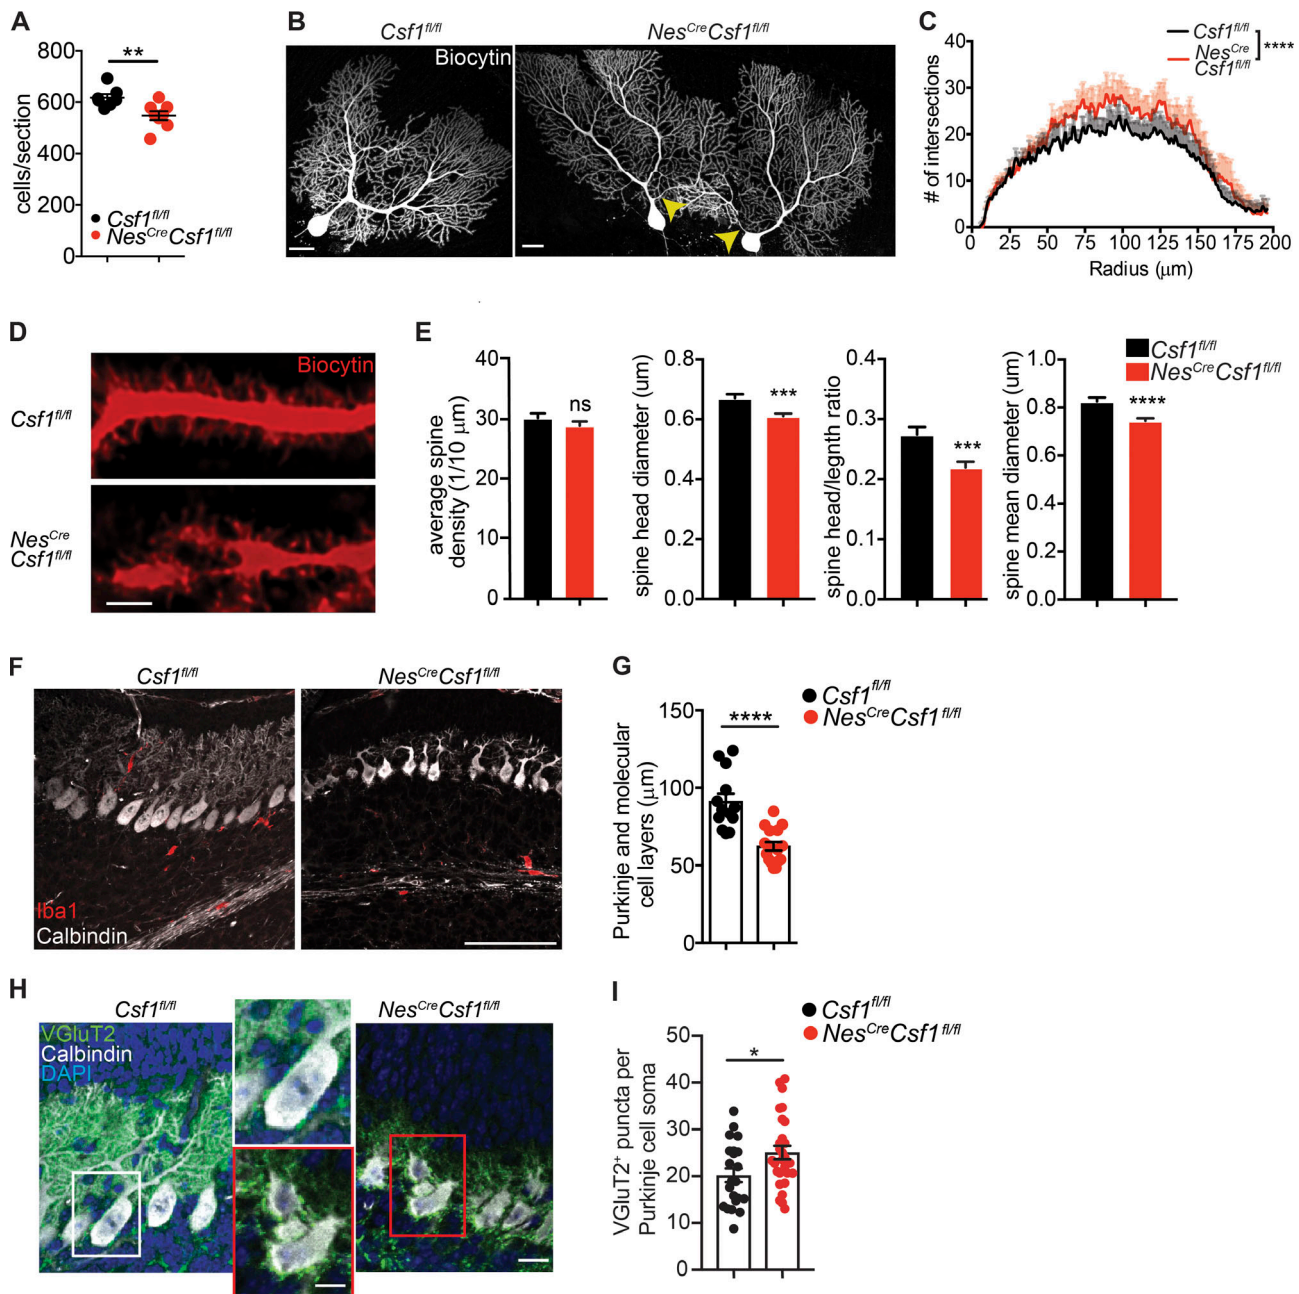 A
**
800
600
400
200
0
cells/section
Csf1fl/fl
NesCreCsf1fl/fl
B
Csf1fl/fl
NesCreCsf1fl/fl
Biocytin
C
Csf1fl/fl
NesCre
Csf1fl/fl
****
40
30
20
10
0
# of intersections
0 25 50 75 100 125 150 175 200
Radius (μm)
D
Biocytin
Csf1fl/fl
NesCre
Csf1fl/fl
E
average spine
density (1/10 μm)
40
30
20
10
0
ns
spine head diameter (um)
0.8
0.6
0.4
0.2
0.0
***
spine head/legnth ratio
0.4
0.3
0.2
0.1
0.0
***
spine mean diameter (um)
1.0
0.8
0.6
0.4
0.2
0.0
****
Csf1fl/fl
NesCreCsf1fl/fl
F
Csf1fl/fl
NesCreCsf1fl/fl
Iba1
Calbindin
G
Csf1fl/fl
NesCreCsf1fl/fl
Purkinje and molecular
cell layers (μm)
150
100
50
0
****
H
Csf1fl/fl
NesCreCsf1fl/fl
VGluT2
Calbindin
DAPI
I
Csf1fl/fl
NesCreCsf1fl/fl
VGluT2+ puncta per
Purkinje cell soma
50
40
30
20
10
0
*